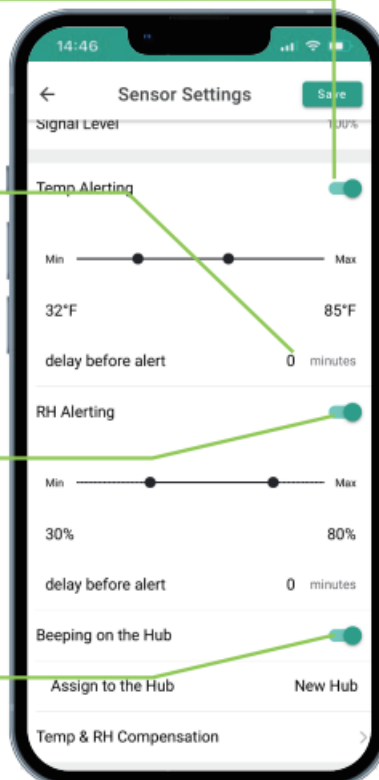 14:46
Sensor Settings Save
Signal Level 100%
Temp Alerting
Min Max
32°F 85°F
delay before alert 0 minutes
RH Alerting
Min Max
30% 80%
delay before alert 0 minutes
Beeping on the Hub
Assign to the Hub New Hub
Temp & RH Compensation